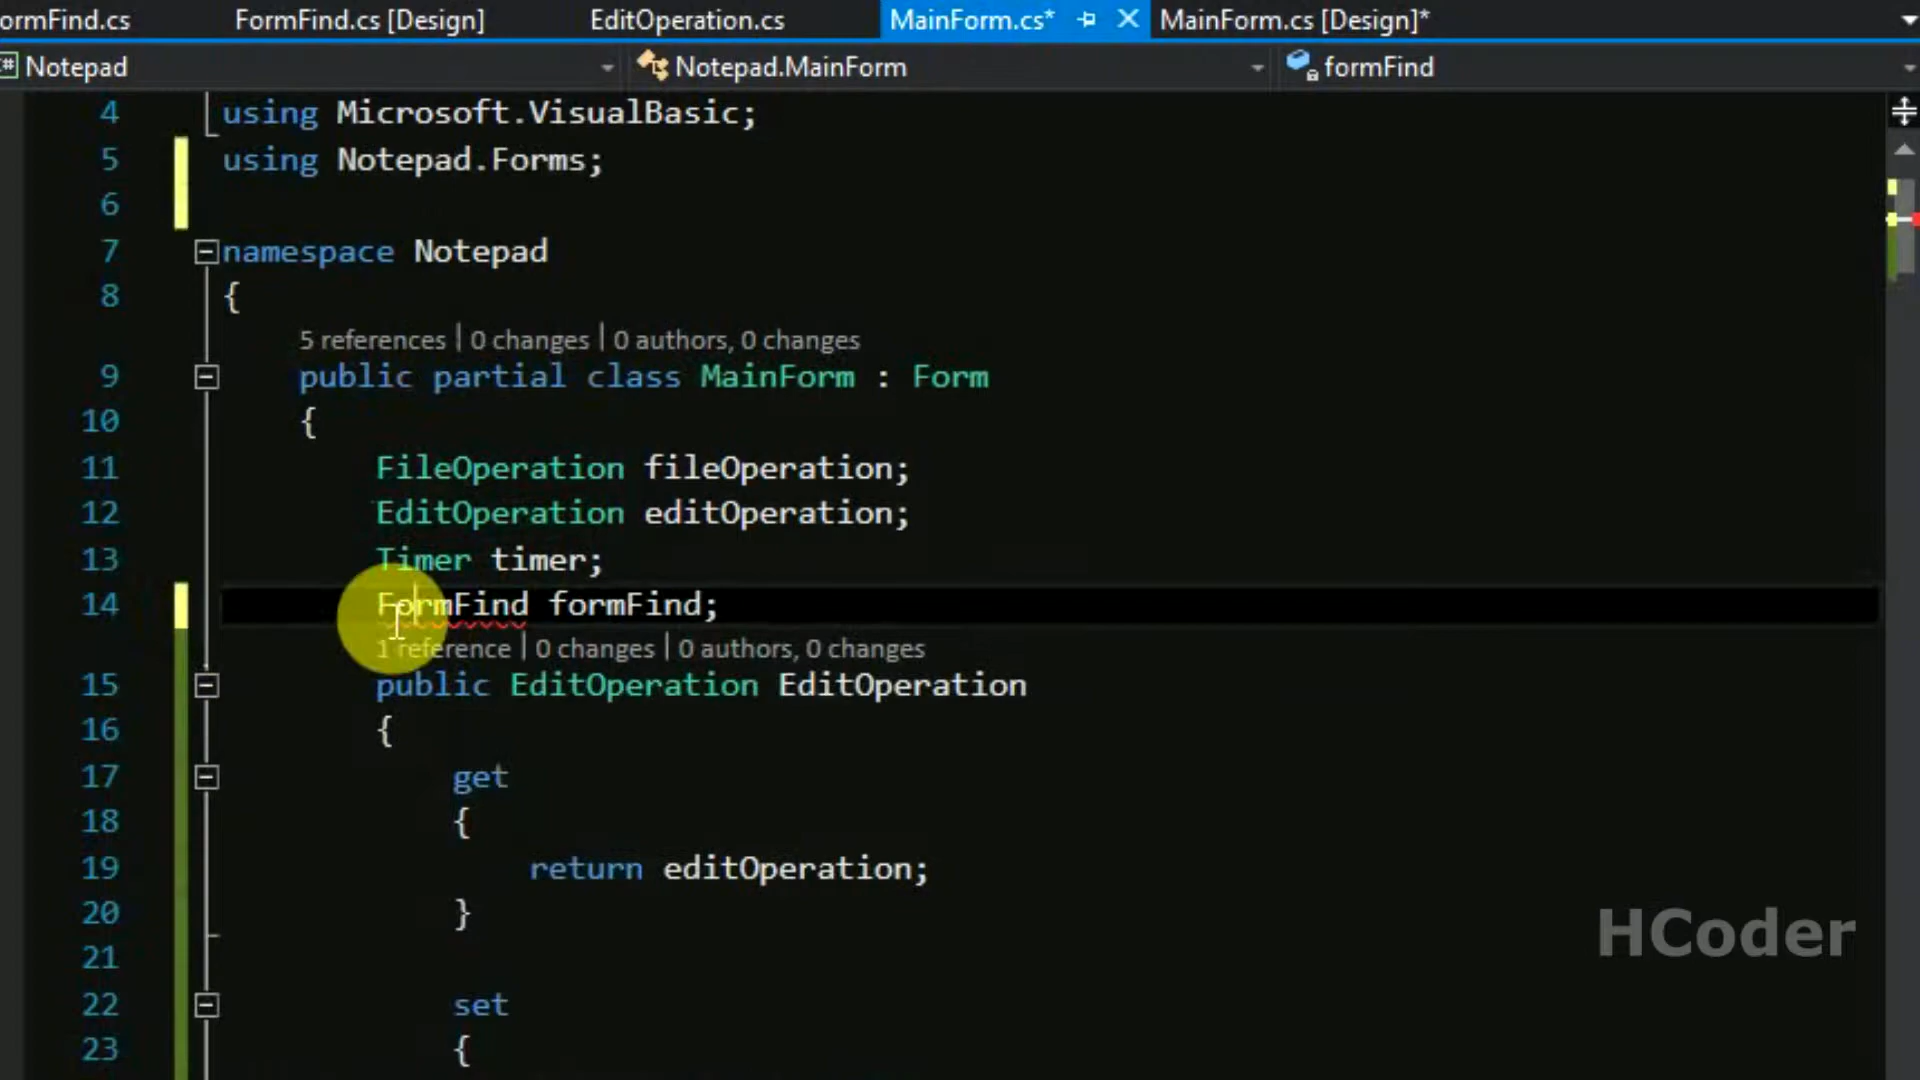 ormFind.cs FormFind.cs [Design] EditOperation.cs MainForm.cs* MainForm.cs [Design]*
Notepad Notepad.MainForm formFind
4 using Microsoft.VisualBasic;
5 using Notepad.Forms;
6
7 namespace Notepad
8 {
5 references | 0 changes | 0 authors, 0 changes
9 public partial class MainForm : Form
10 {
11 FileOperation fileOperation;
12 EditOperation editOperation;
13 Timer timer;
14 FormFind formFind;
1 reference | 0 changes | 0 authors, 0 changes
15 public EditOperation EditOperation
16 {
17 get
18 {
19 return editOperation;
20 }
21
22 set
23 {
HCoder